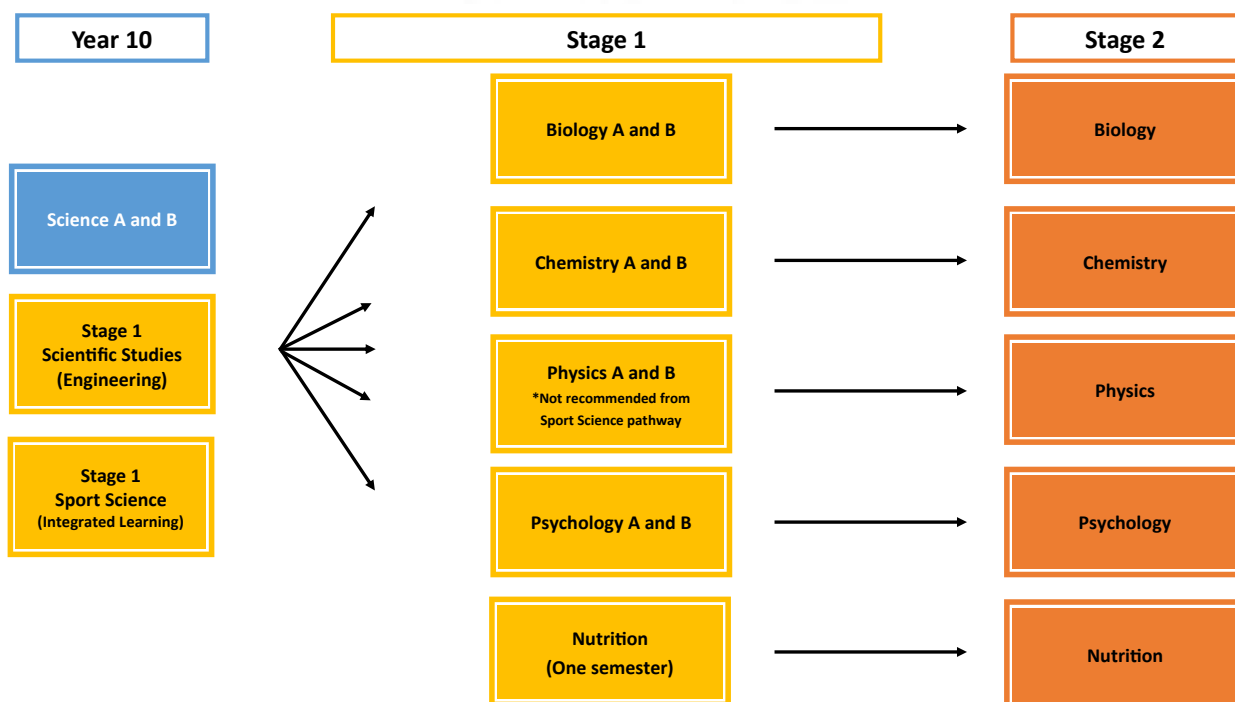 Year 10
Stage 1
Stage 2
Science A and B
Stage 1
Scientific Studies
(Engineering)
Stage 1
Sport Science
(Integrated Learning)
Biology A and B
Chemistry A and B
Physics A and B
*Not recommended from
Sport Science pathway
Psychology A and B
Nutrition
(One semester)
Biology
Chemistry
Physics
Psychology
Nutrition